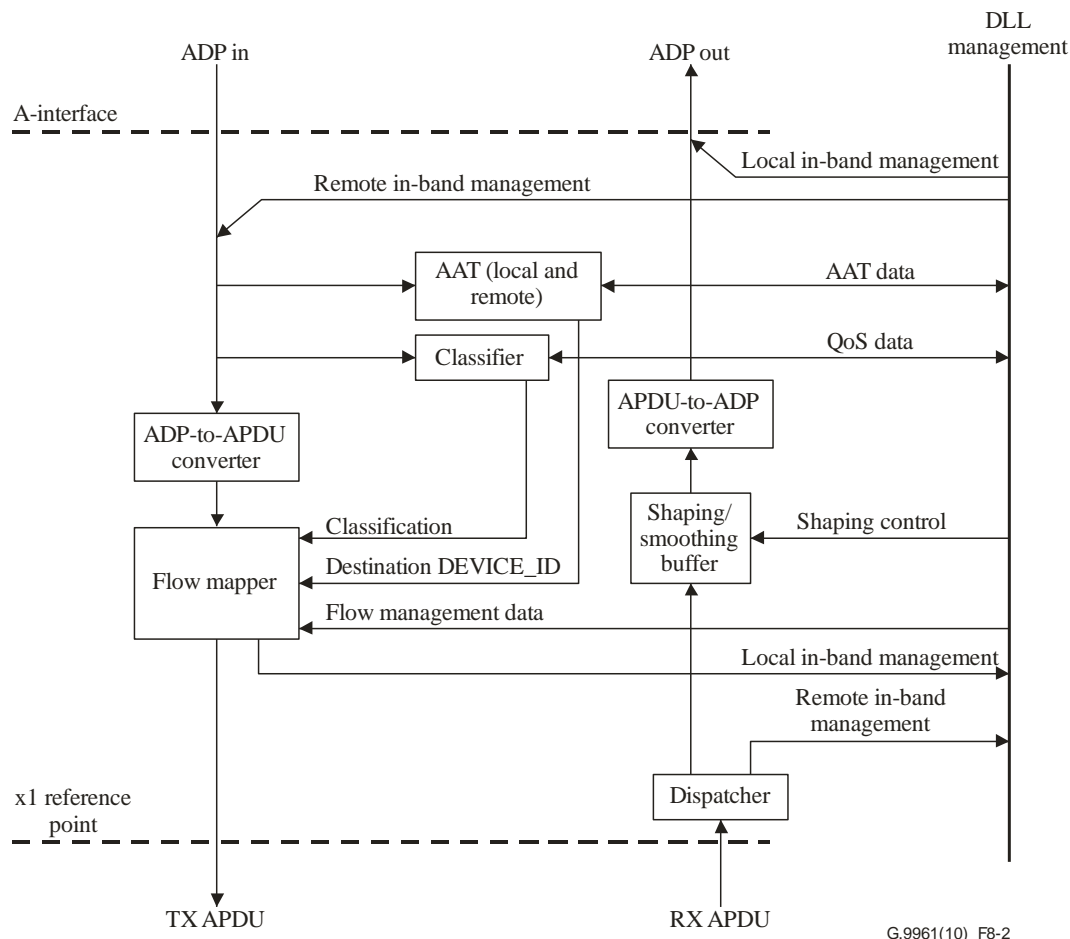 DLL
management
ADP in
ADP out
A-interface
Local in-band management
Remote in-band management
AAT (local and
remote)
AAT data
Classifier
QoS data
ADP-to-APDU
converter
APDU-to-ADP
converter
Shaping/
smoothing
buffer
Shaping control
Classification
Flow mapper
Destination DEVICE_ID
Flow management data
Local in-band management
Remote in-band
management
Dispatcher
x1 reference
point
TX APDU
RX APDU
G.9961(10)_F8-2